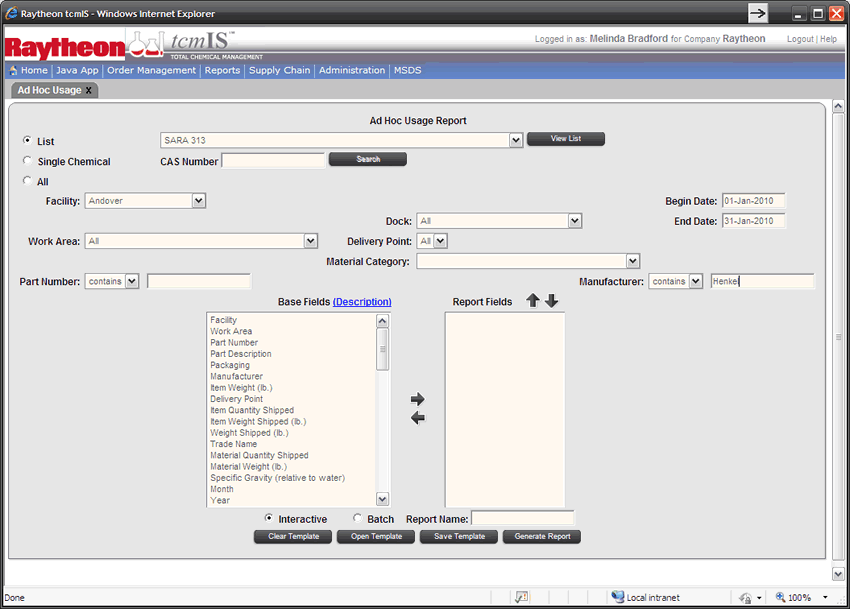 Raytheon tcmIS - Windows Internet Explorer
Raytheon tcmIS™
TOTAL CHEMICAL MANAGEMENT
Logged in as: Melinda Bradford for Company Raytheon Logout | Help
Home Java App Order Management Reports Supply Chain Administration MSDS
Ad Hoc Usage X
Ad Hoc Usage Report
List SARA 313 View List
Single Chemical CAS Number Search
All
Facility: Andover Begin Date: 01-Jan-2010
Dock: All End Date: 31-Jan-2010
Work Area: All Delivery Point: All
Material Category:
Part Number: contains Manufacturer: contains Henkel
Base Fields (Description) Report Fields
Facility
Work Area
Part Number
Part Description
Packaging
Manufacturer
Item Weight (lb.)
Delivery Point
Item Quantity Shipped
Item Weight Shipped (lb.)
Weight Shipped (lb.)
Trade Name
Material Quantity Shipped
Material Weight (lb.)
Specific Gravity (relative to water)
Month
Year
Interactive Batch Report Name:
Clear Template Open Template Save Template Generate Report
Done Local intranet 100%